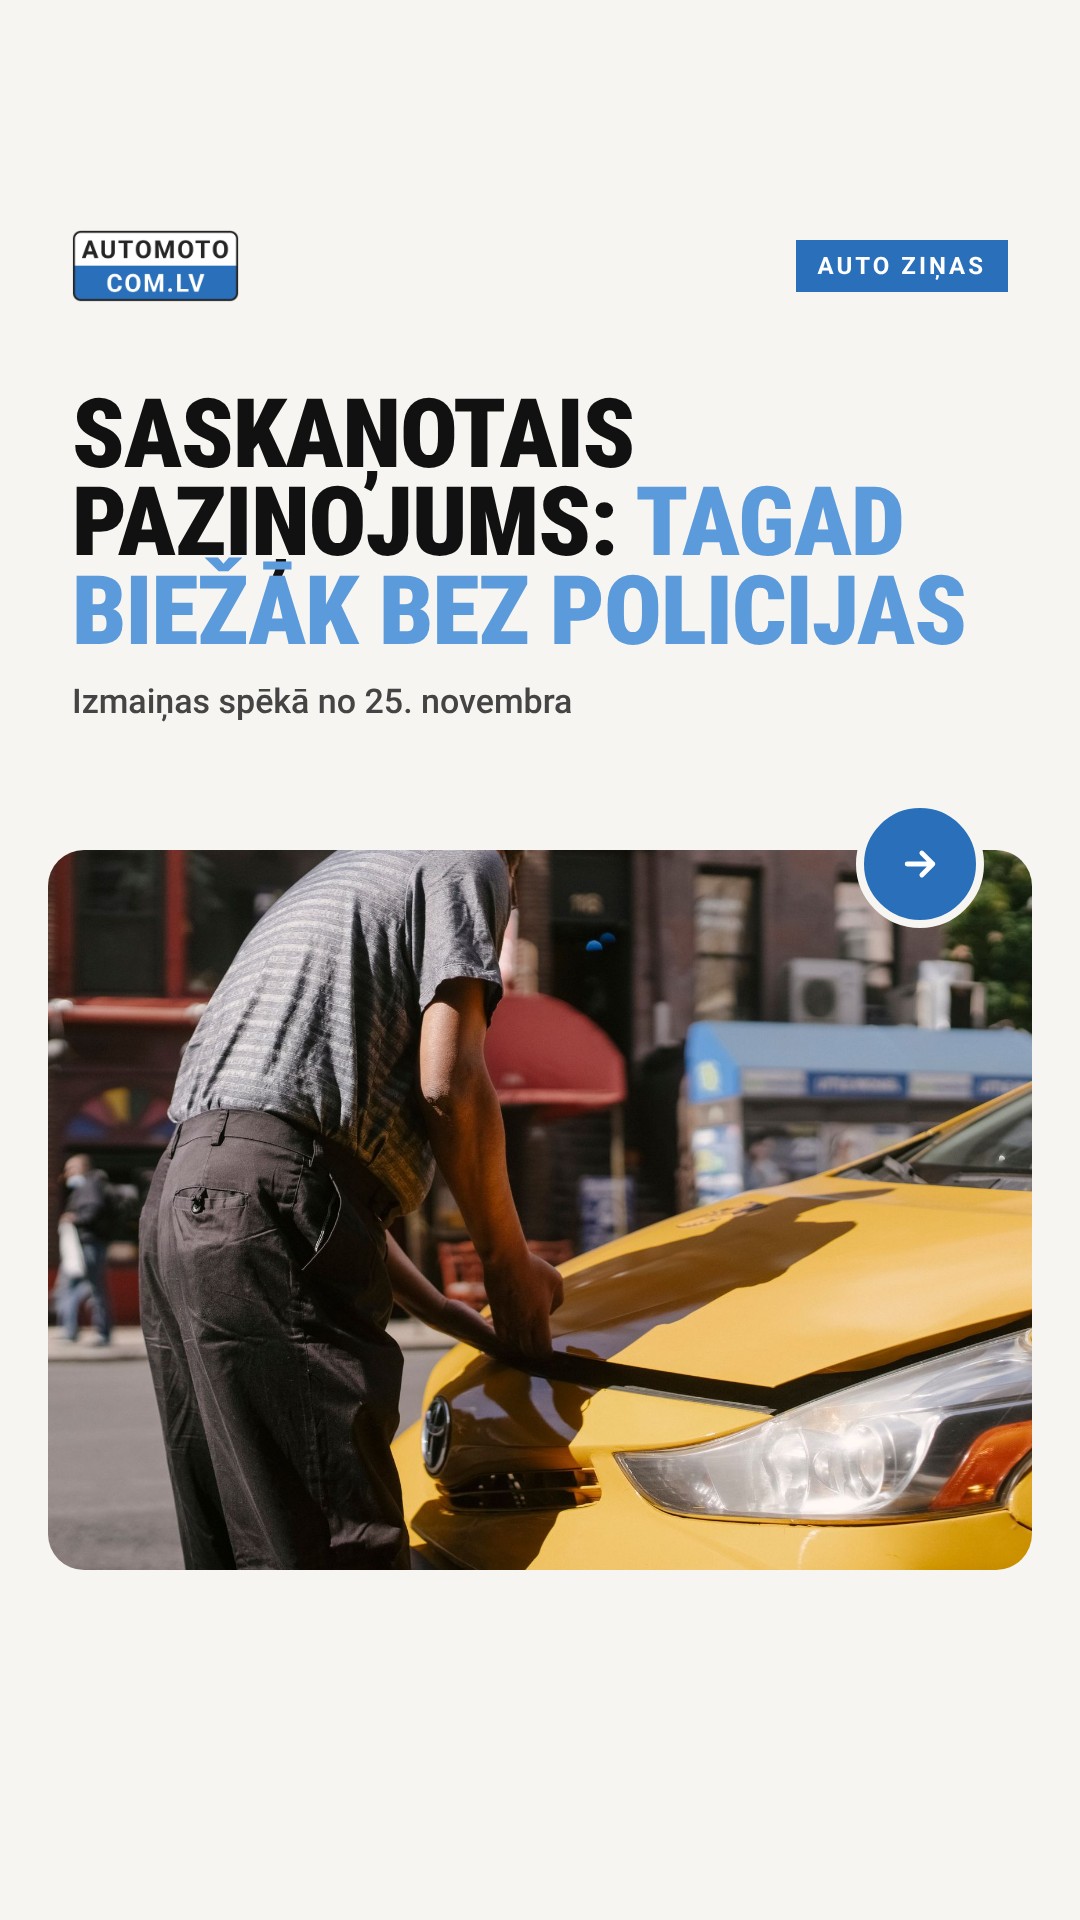 AUTOMOTO
COM.LV
AUTO ZIŅAS
SASKAŅOTAIS
PAZIŅOJUMS: TAGAD
BIEŽĀK BEZ POLICIJAS
Izmaiņas spēkā no 25. novembra